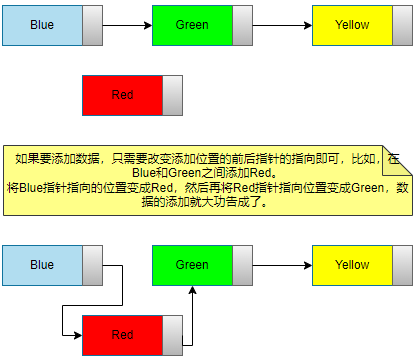 Blue Green Yellow
Red
如果要添加数据，只需要改变添加位置的前后指针的指向即可，比如，在
Blue和Green之间添加Red。
将Blue指针指向的位置变成Red，然后再将Red指针指向位置变成Green，数
据的添加就大功告成了。
Blue Green Yellow
Red